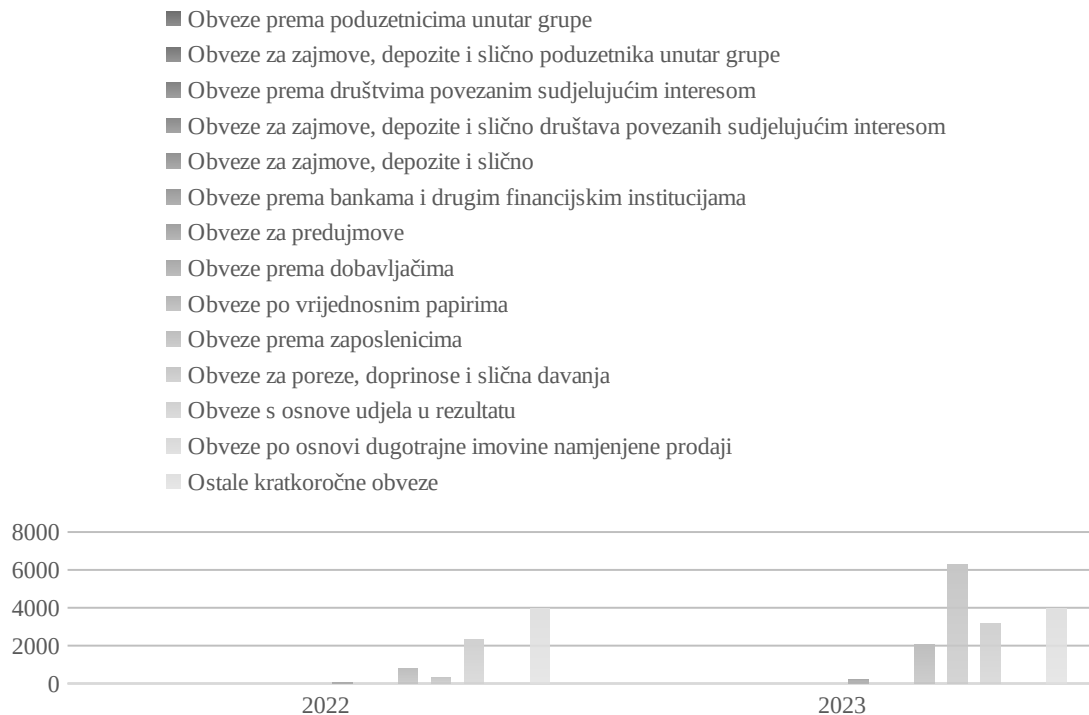 Obveze prema poduzetnicima unutar grupe
Obveze za zajmove, depozite i slično poduzetnika unutar grupe
Obveze prema društvima povezanim sudjelujućim interesom
Obveze za zajmove, depozite i slično društava povezanih sudjelujućim interesom
Obveze za zajmove, depozite i slično
Obveze prema bankama i drugim financijskim institucijama
Obveze za predujmove
Obveze prema dobavljačima
Obveze po vrijednosnim papirima
Obveze prema zaposlenicima
Obveze za poreze, doprinose i slična davanja
Obveze s osnove udjela u rezultatu
Obveze po osnovi dugotrajne imovine namjenjene prodaji
Ostale kratkoročne obveze
8000
6000
4000
2000
0
2022 2023